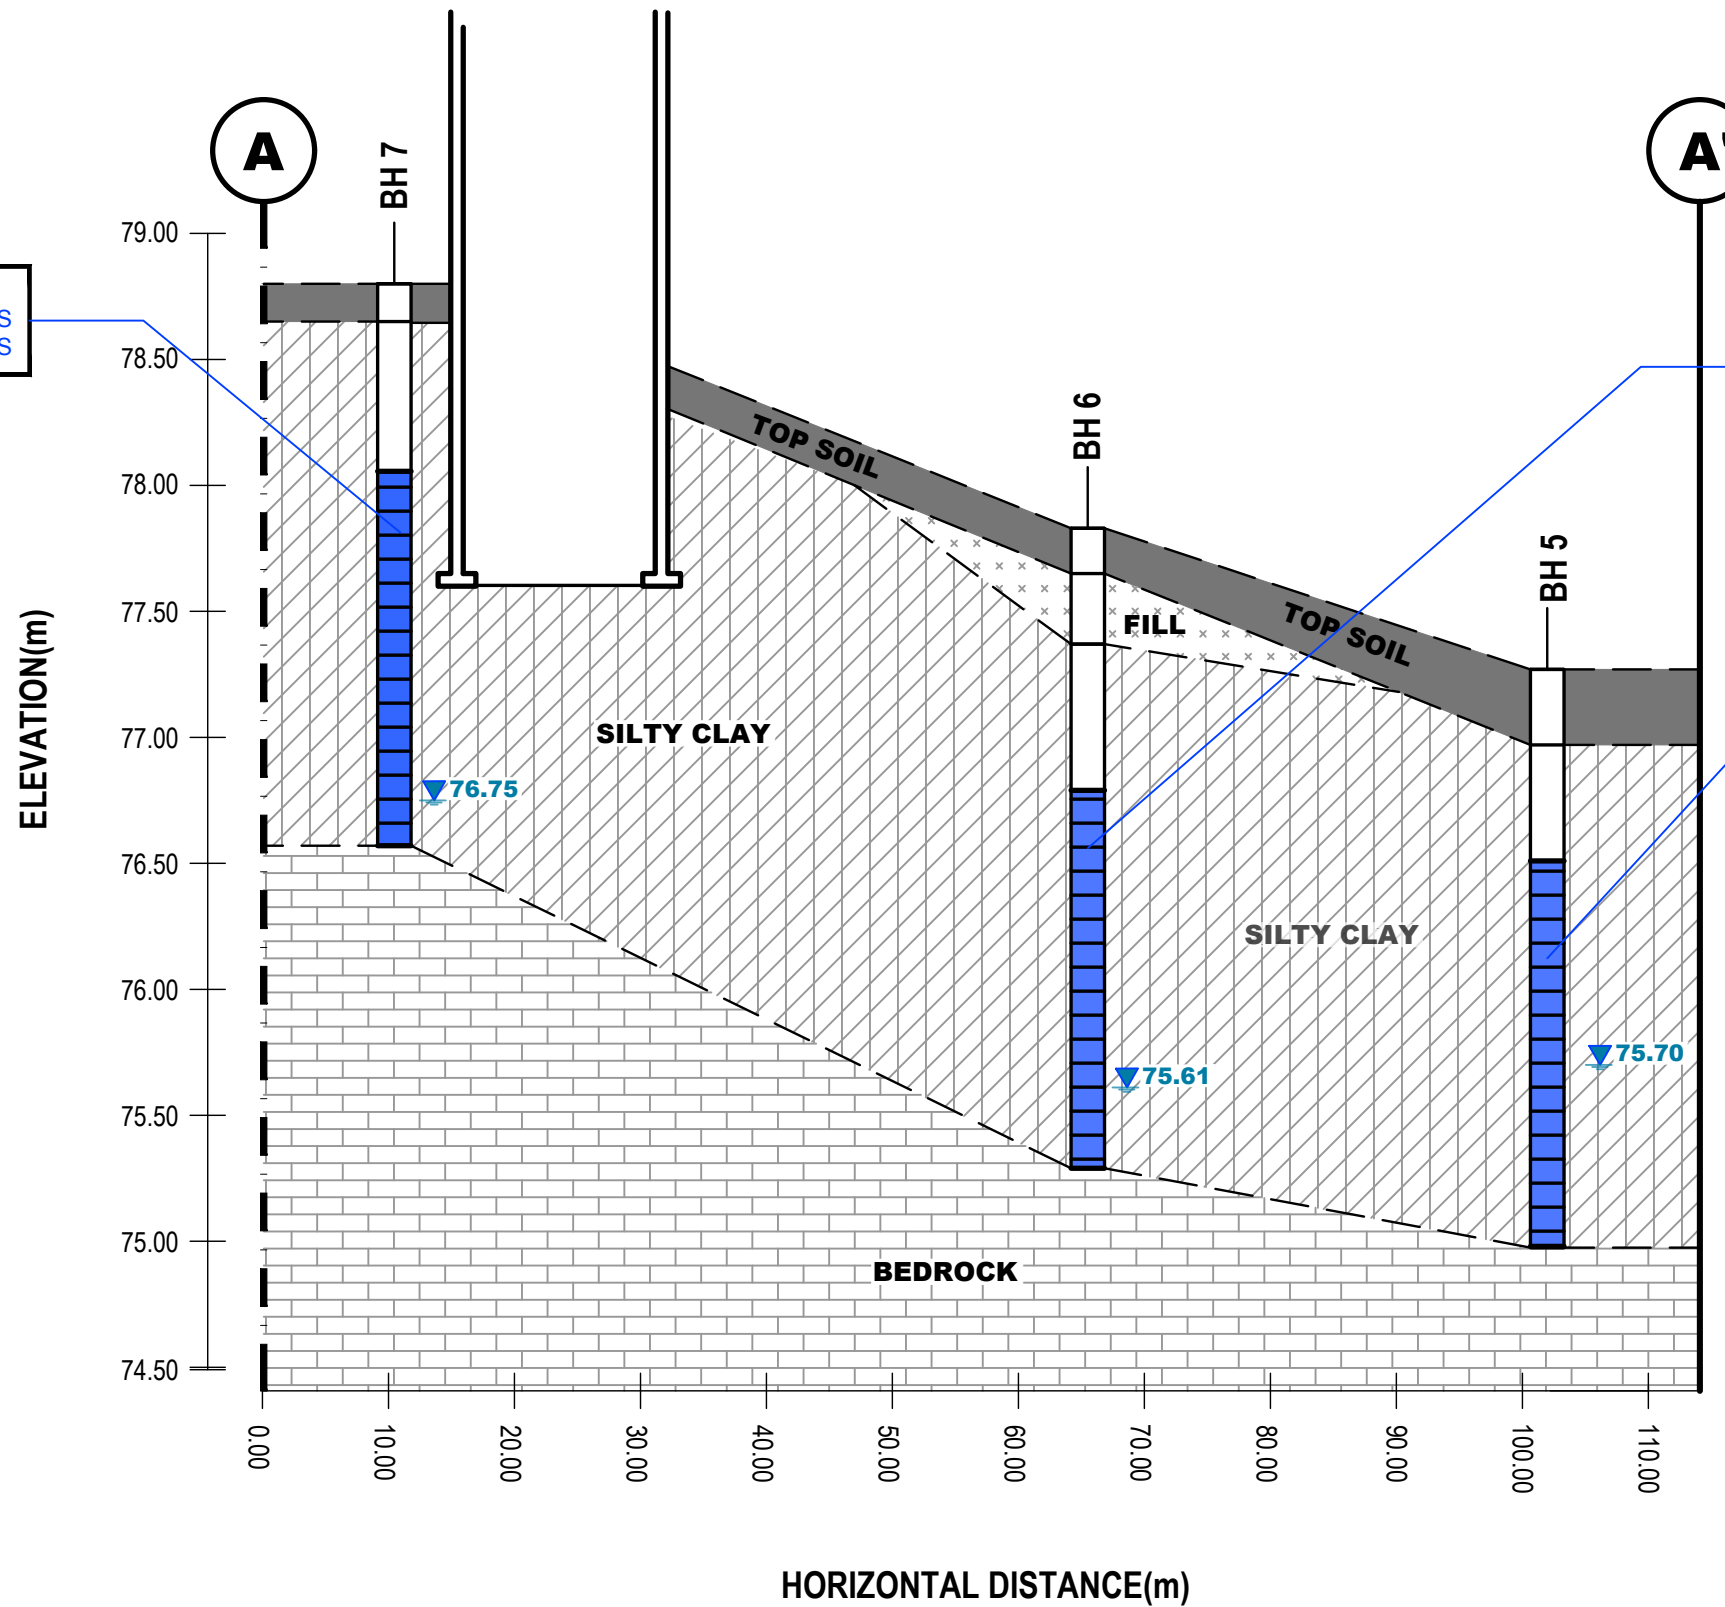 A
A'
BH 7
79.00
S
S
78.50
BH 6
TOP SOIL
78.00
BH 5
77.50
FILL
TOP SOIL
ELEVATION(m)
77.00
SILTY CLAY
76.75
76.50
SILTY CLAY
76.00
75.70
75.61
75.50
75.00
BEDROCK
74.50
0.00
10.00
20.00
30.00
40.00
50.00
60.00
70.00
80.00
90.00
100.00
110.00
HORIZONTAL DISTANCE(m)